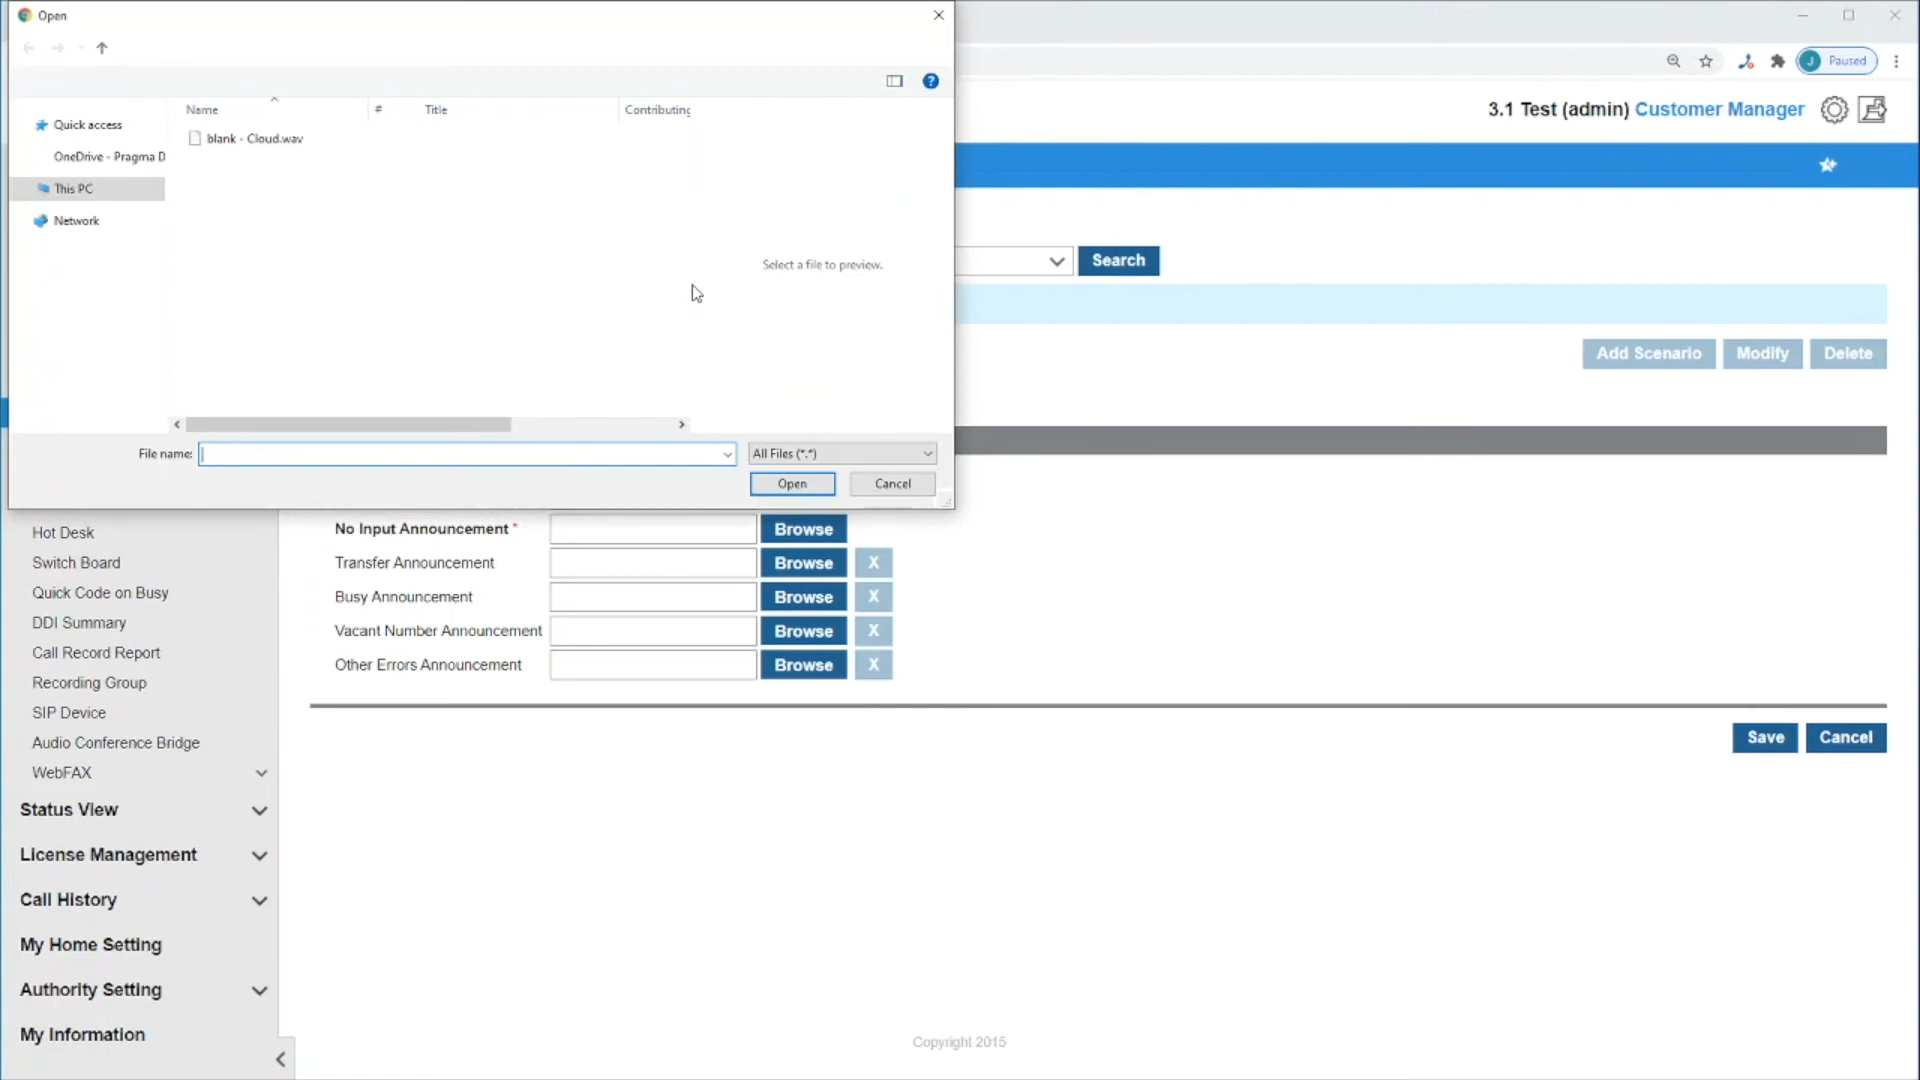 Open
Paused
3.1 Test (admin) Customer Manager
Name # Title Contributing
blank - Cloud.wav
Quick access
OneDrive - Pragma D
This PC
Network
Select a file to preview.
Search
Add Scenario Modify Delete
File name: All Files (*.*)
Open Cancel
Hot Desk
Switch Board
Quick Code on Busy
DDI Summary
Call Record Report
Recording Group
SIP Device
Audio Conference Bridge
WebFAX
Status View
License Management
Call History
My Home Setting
Authority Setting
My Information
No Input Announcement * Browse
Transfer Announcement Browse X
Busy Announcement Browse X
Vacant Number Announcement Browse X
Other Errors Announcement Browse X
Save Cancel
Copyright 2015